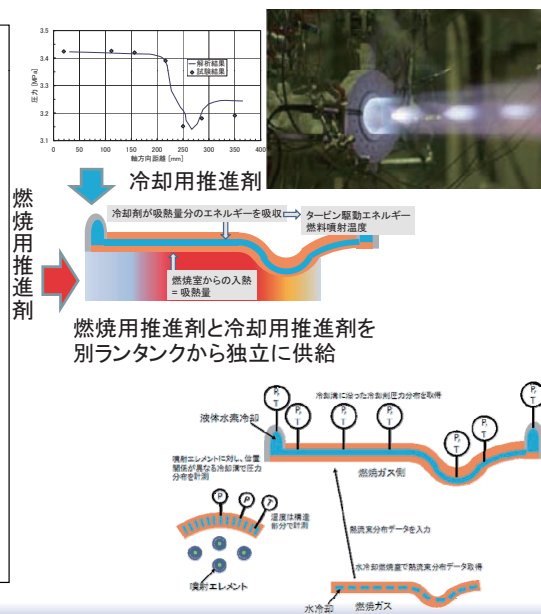 3.5
3.4
3.3
3.2
3.1
圧力 [MPa]
0 50 100 150 200 250 300 350 400
軸方向距離 [mm]
解析結果
試験結果
冷却用推進剤
燃焼用推進剤
冷却剤が吸熱量分のエネルギーを吸収
タービン駆動エネルギー
燃料噴射温度
燃焼室からの入熱
= 吸熱量
燃焼用推進剤と冷却用推進剤を
別ランタンクから独立に供給
P, T
P, T
P, T
P, T
P, T
P, T
P, T
冷却溝に沿った冷却剤圧力分布を取得
液体水素冷却
噴射エレメントに対し、位置
関係が異なる冷却溝で圧力
分布を計測
燃焼ガス側
P
P
T
温度は構造
部分で計測
熱流束分布データを入力
水冷却燃焼室で熱流束分布データ取得
噴射エレメント
水冷却
燃焼ガス